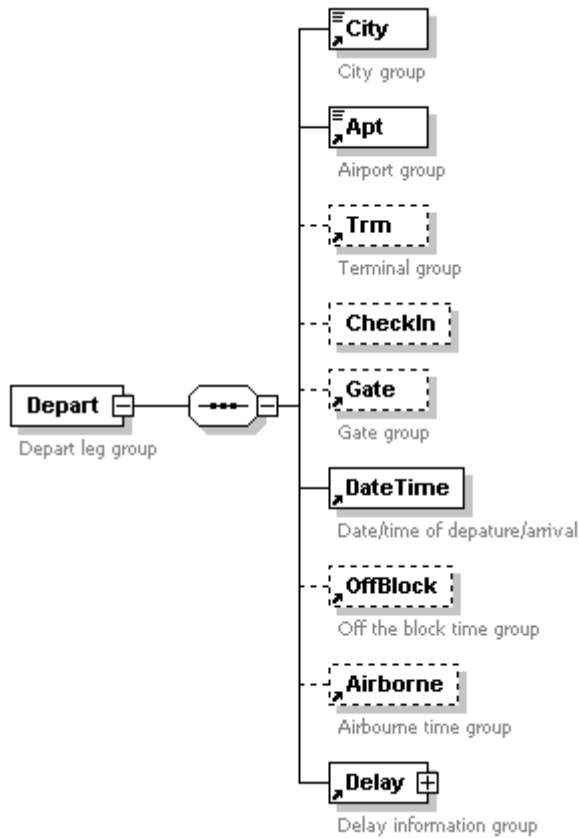 City
City group
Apt
Airport group
Trm
Terminal group
CheckIn
Gate
Gate group
Depart
Depart leg group
DateTime
Date/time of depature/arrival
OffBlock
Off the block time group
Airborne
Airbourne time group
Delay
Delay information group